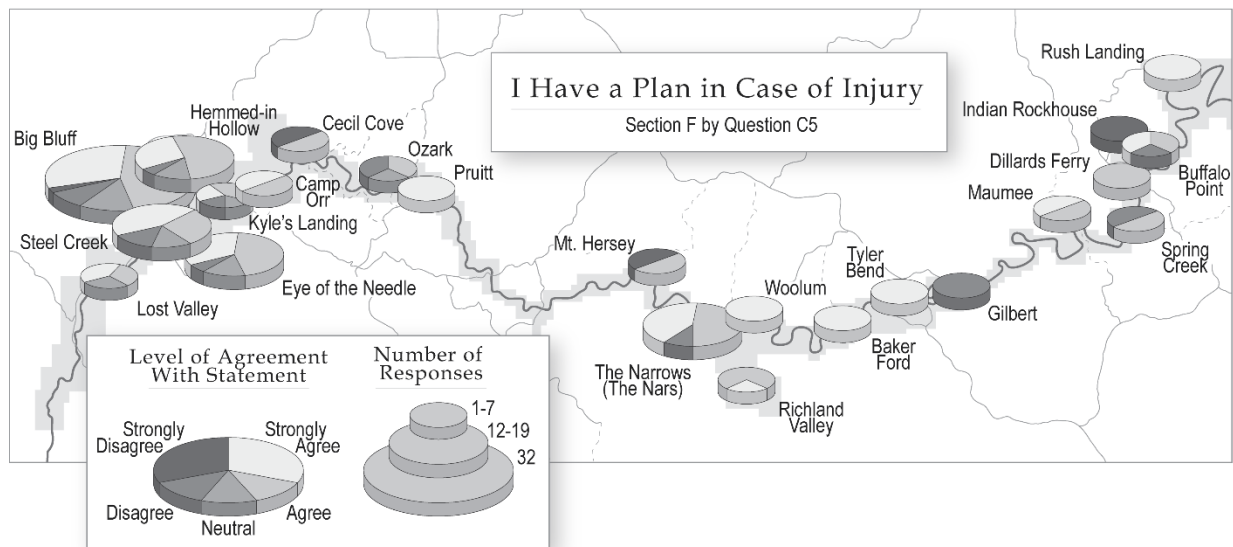 I Have a Plan in Case of Injury
Section F by Question C5
Rush Landing
Indian Rockhouse
Dillards Ferry
Buffalo
Point
Maumee
Spring
Creek
Hemmed-in
Hollow
Cecil Cove
Big Bluff
Ozark
Pruitt
Camp
Orr
Kyle's Landing
Steel Creek
Eye of the Needle
Lost Valley
Mt. Hersey
Woolum
Tyler
Bend
Gilbert
Baker
Ford
The Narrows
(The Nars)
Richland
Valley
Level of Agreement
With Statement
Strongly
Disagree
Strongly
Agree
Disagree
Neutral
Agree
Number of
Responses
1-7
12-19
32